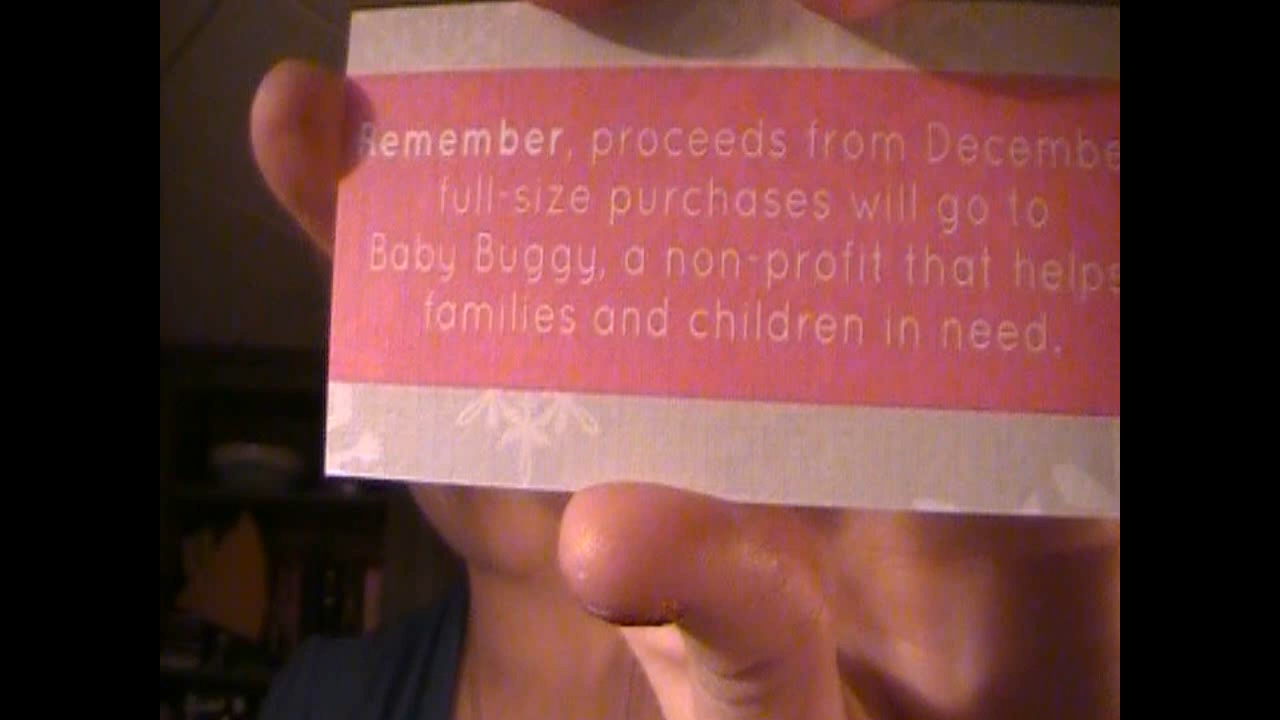 Remember, proceeds from Decembe
full-size purchases will go to
Baby Buggy, a non-profit that helps
families and children in need.